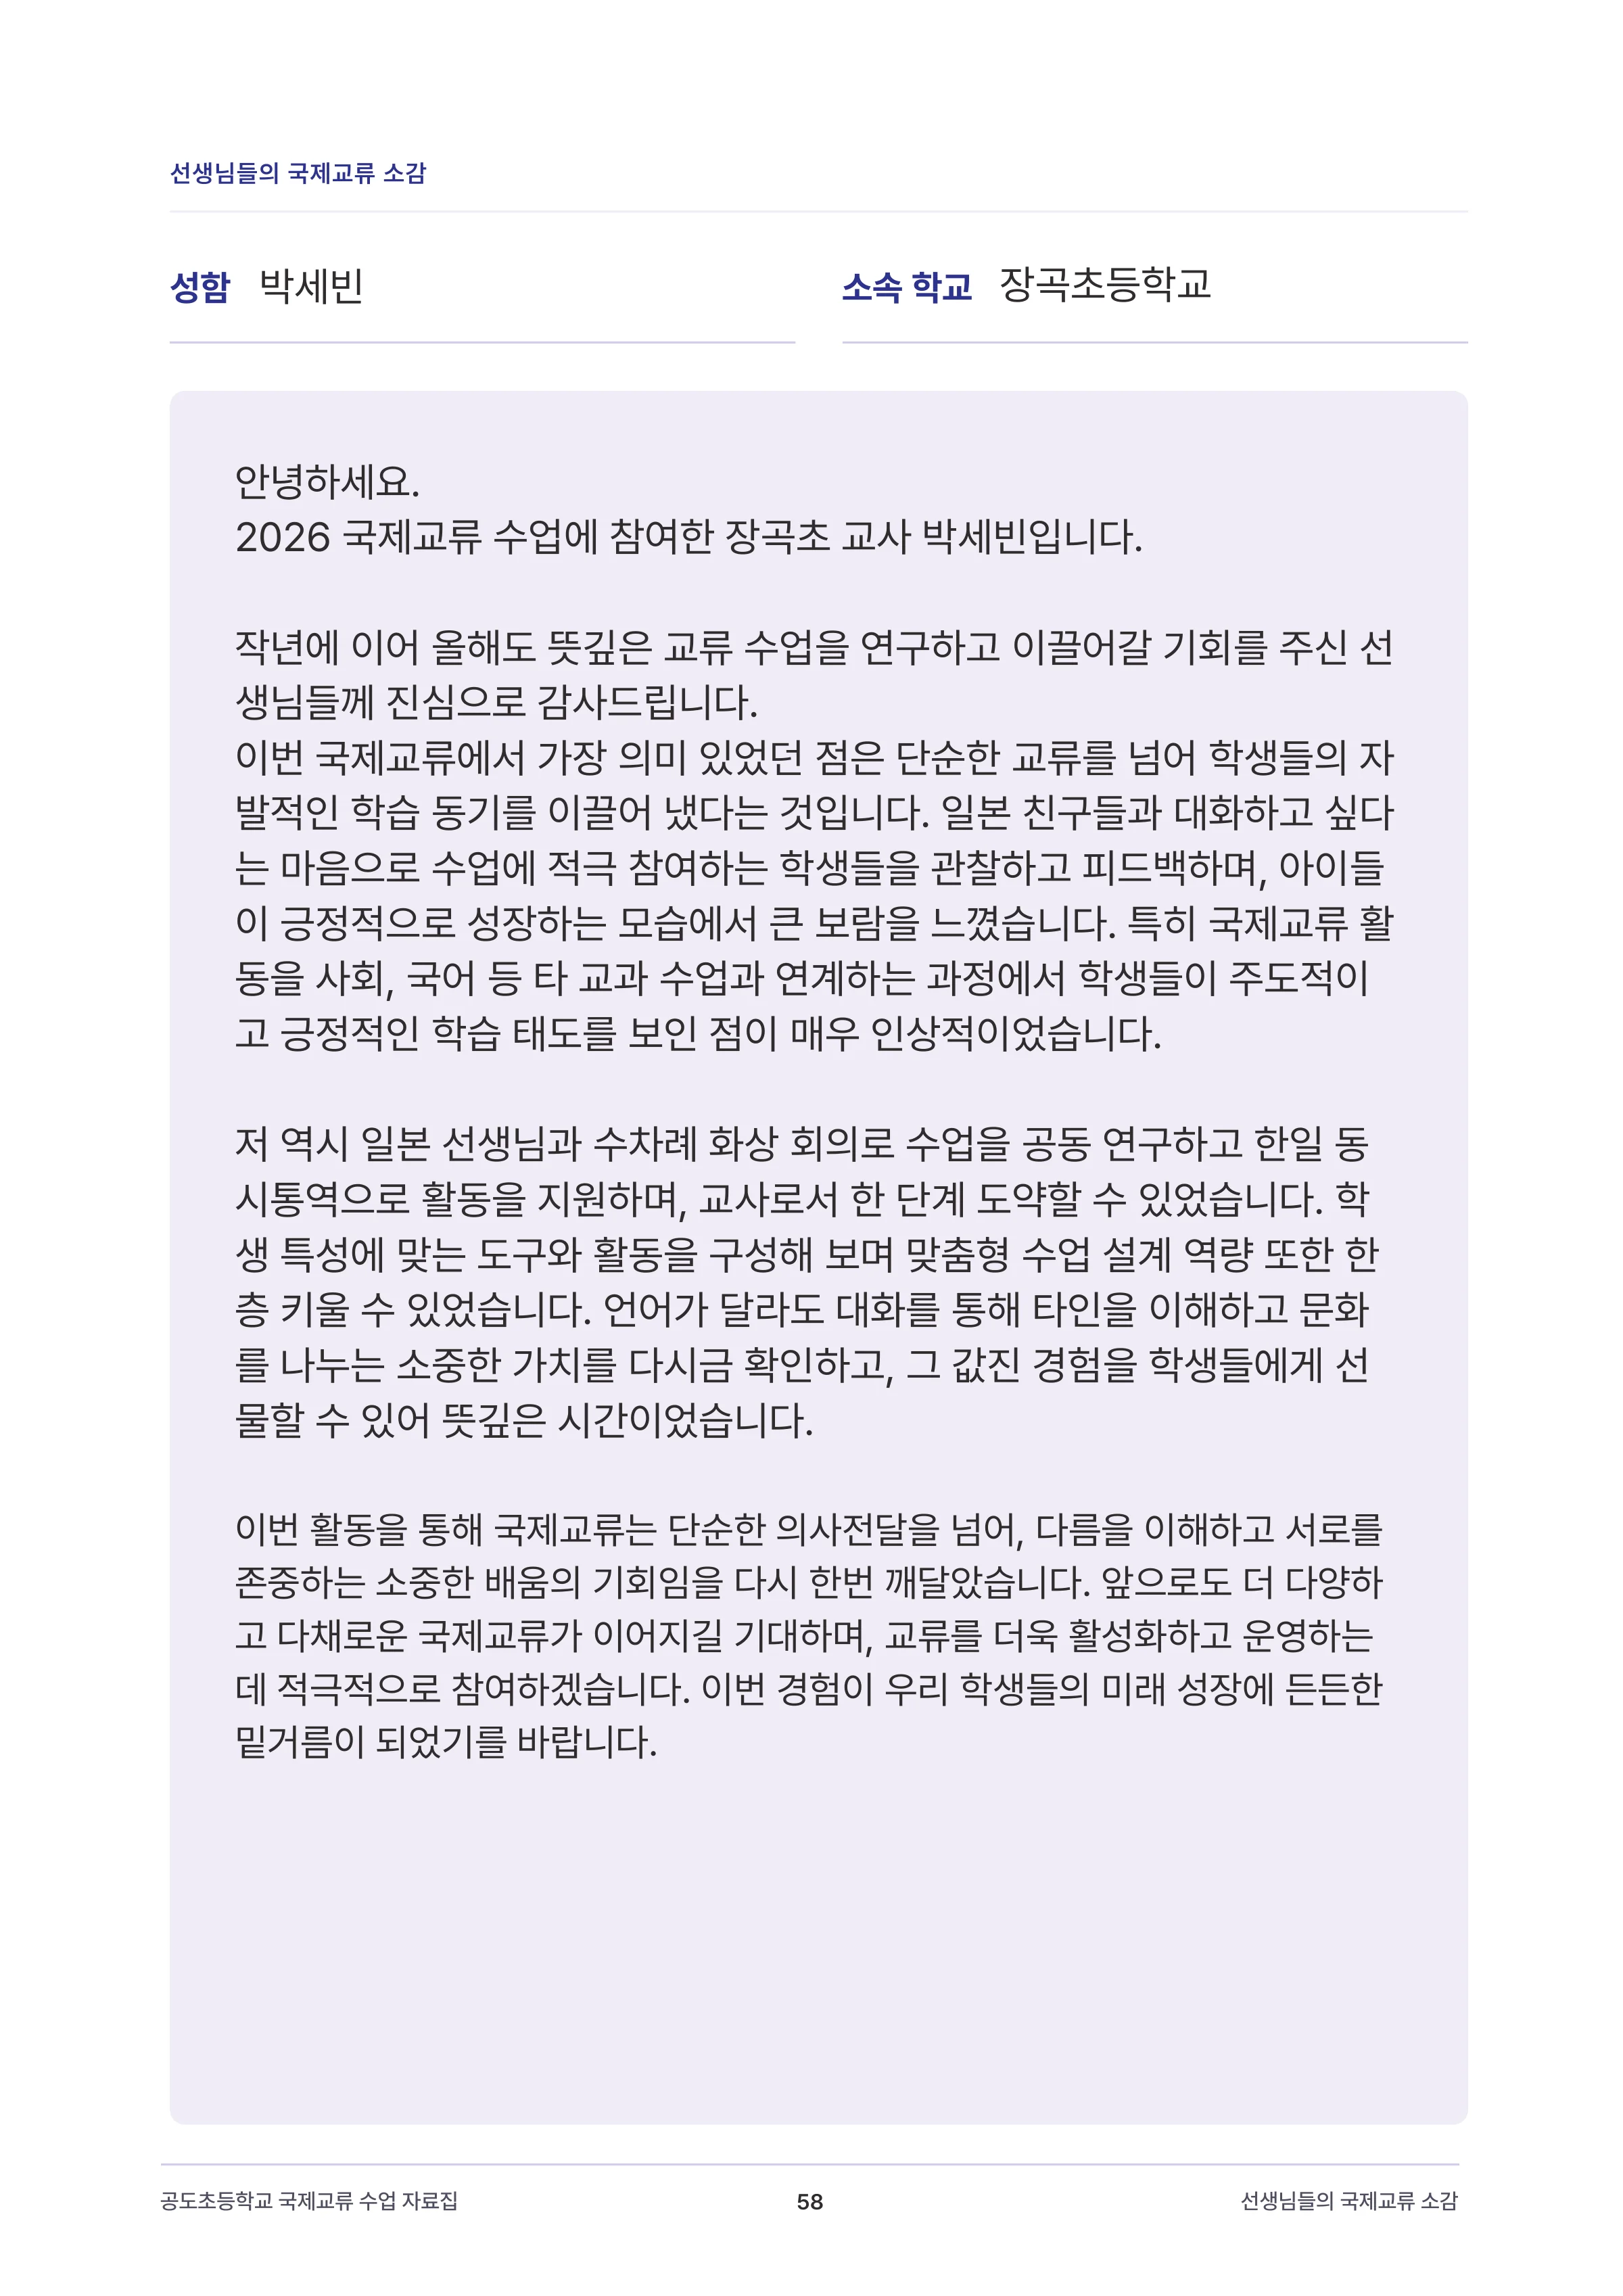 선생님들의 국제교류 소감
성함 박세빈
소속 학교 장곡초등학교
안녕하세요.
2026 국제교류 수업에 참여한 장곡초 교사 박세빈입니다.
작년에 이어 올해도 뜻깊은 교류 수업을 연구하고 이끌어갈 기회를 주신 선
생님들께 진심으로 감사드립니다.
이번 국제교류에서 가장 의미 있었던 점은 단순한 교류를 넘어 학생들의 자
발적인 학습 동기를 이끌어 냈다는 것입니다. 일본 친구들과 대화하고 싶다
는 마음으로 수업에 적극 참여하는 학생들을 관찰하고 피드백하며, 아이들
이 긍정적으로 성장하는 모습에서 큰 보람을 느꼈습니다. 특히 국제교류 활
동을 사회, 국어 등 타 교과 수업과 연계하는 과정에서 학생들이 주도적이
고 긍정적인 학습 태도를 보인 점이 매우 인상적이었습니다.
저 역시 일본 선생님과 수차례 화상 회의로 수업을 공동 연구하고 한일 동
시통역으로 활동을 지원하며, 교사로서 한 단계 도약할 수 있었습니다. 학
생 특성에 맞는 도구와 활동을 구성해 보며 맞춤형 수업 설계 역량 또한 한
층 키울 수 있었습니다. 언어가 달라도 대화를 통해 타인을 이해하고 문화
를 나누는 소중한 가치를 다시금 확인하고, 그 값진 경험을 학생들에게 선
물할 수 있어 뜻깊은 시간이었습니다.
이번 활동을 통해 국제교류는 단순한 의사전달을 넘어, 다름을 이해하고 서로를
존중하는 소중한 배움의 기회임을 다시 한번 깨달았습니다. 앞으로도 더 다양하
고 다채로운 국제교류가 이어지길 기대하며, 교류를 더욱 활성화하고 운영하는
데 적극적으로 참여하겠습니다. 이번 경험이 우리 학생들의 미래 성장에 든든한
밑거름이 되었기를 바랍니다.
공도초등학교 국제교류 수업 자료집
58
선생님들의 국제교류 소감